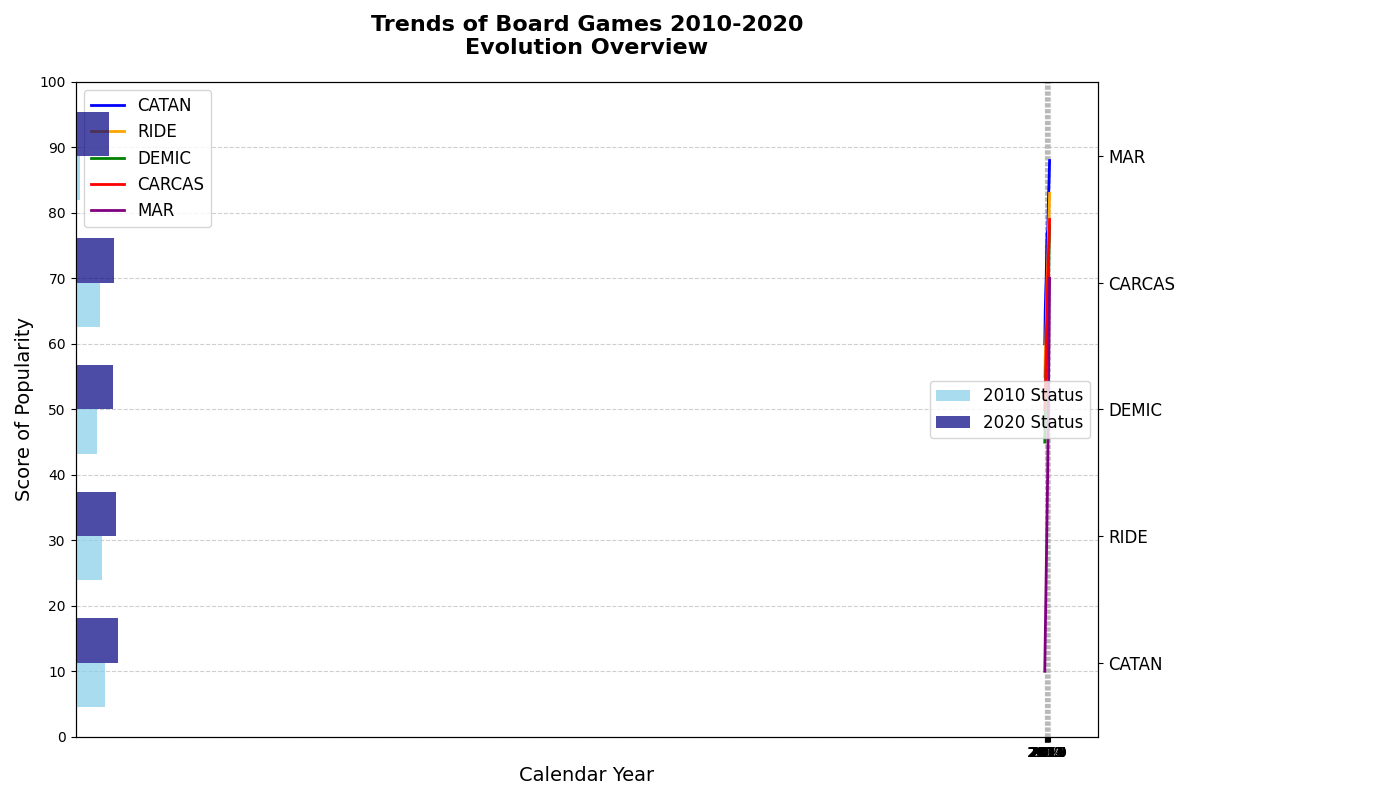 Trends of Board Games 2010-2020
Evolution Overview
Score of Popularity
100
90
80
70
60
50
40
30
20
10
0
CATAN
RIDE
DEMIC
CARCAS
MAR
2010 Status
2020 Status
MAR
CARCAS
DEMIC
RIDE
CATAN
Calendar Year